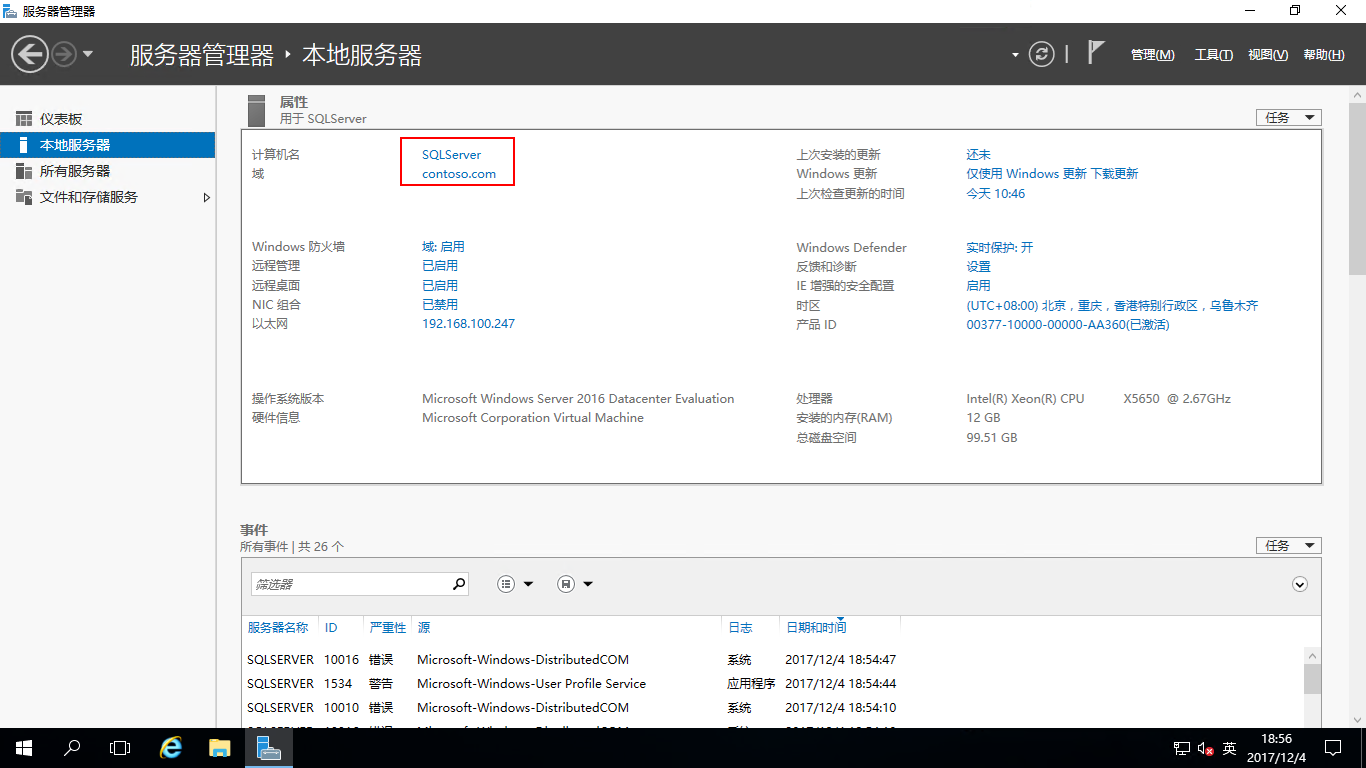 服务器管理器
服务器管理器 ‣ 本地服务器
管理(M) 工具(T) 视图(V) 帮助(H)
仪表板
本地服务器
所有服务器
文件和存储服务
属性
用于 SQLServer
任务
计算机名 SQLServer
域 contoso.com
上次安装的更新 还未
Windows 更新 仅使用 Windows 更新 下载更新
上次检查更新的时间 今天 10:46
Windows 防火墙 域: 启用
远程管理 已启用
远程桌面 已启用
NIC 组合 已禁用
以太网 192.168.100.247
Windows Defender 实时保护: 开
反馈和诊断 设置
IE 增强的安全配置 启用
时区 (UTC+08:00) 北京，重庆，香港特别行政区，乌鲁木齐
产品 ID 00377-10000-00000-AA360(已激活)
操作系统版本 Microsoft Windows Server 2016 Datacenter Evaluation
硬件信息 Microsoft Corporation Virtual Machine
处理器 Intel(R) Xeon(R) CPU X5650 @ 2.67GHz
安装的内存(RAM) 12 GB
总磁盘空间 99.51 GB
事件
所有事件 | 共 26 个
任务
筛选器
服务器名称 ID 严重性 源 日志 日期和时间
SQLSERVER 10016 错误 Microsoft-Windows-DistributedCOM 系统 2017/12/4 18:54:47
SQLSERVER 1534 警告 Microsoft-Windows-User Profile Service 应用程序 2017/12/4 18:54:44
SQLSERVER 10010 错误 Microsoft-Windows-DistributedCOM 系统 2017/12/4 18:54:10
英
18:56
2017/12/4